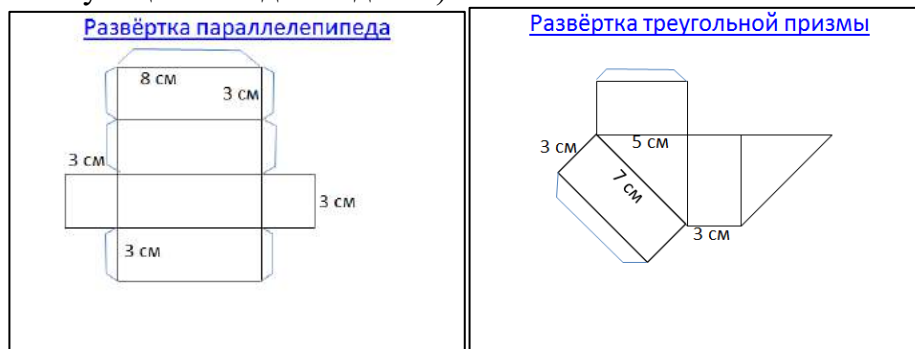 Развёртка параллелепипеда
8 см
3 см
3 см
3 см
3 см
Развёртка треугольной призмы
3 см
5 см
7 см
3 см